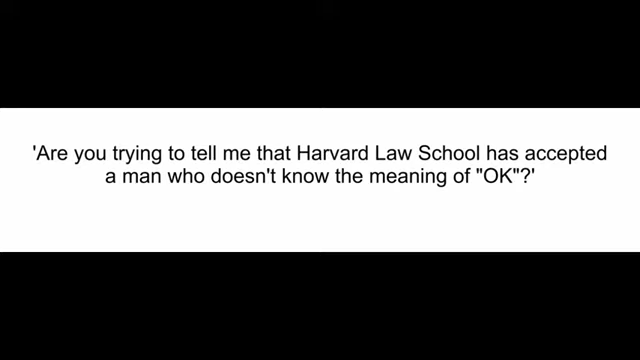 'Are you trying to tell me that Harvard Law School has accepted
a man who doesn't know the meaning of "OK"?'